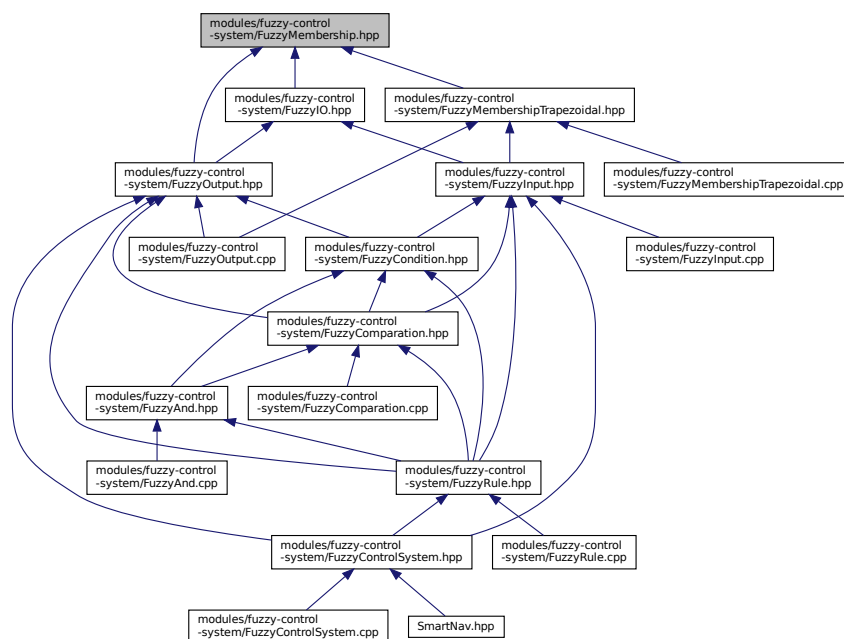 modules/fuzzy-control
-system/FuzzyMembership.hpp
modules/fuzzy-control
-system/FuzzyIO.hpp
modules/fuzzy-control
-system/FuzzyMembershipTrapezoidal.hpp
modules/fuzzy-control
-system/FuzzyOutput.hpp
modules/fuzzy-control
-system/FuzzyInput.hpp
modules/fuzzy-control
-system/FuzzyMembershipTrapezoidal.cpp
modules/fuzzy-control
-system/FuzzyOutput.cpp
modules/fuzzy-control
-system/FuzzyCondition.hpp
modules/fuzzy-control
-system/FuzzyInput.cpp
modules/fuzzy-control
-system/FuzzyComparation.hpp
modules/fuzzy-control
-system/FuzzyAnd.hpp
modules/fuzzy-control
-system/FuzzyComparation.cpp
modules/fuzzy-control
-system/FuzzyAnd.cpp
modules/fuzzy-control
-system/FuzzyRule.hpp
modules/fuzzy-control
-system/FuzzyControlSystem.hpp
modules/fuzzy-control
-system/FuzzyRule.cpp
modules/fuzzy-control
-system/FuzzyControlSystem.cpp
SmartNav.hpp